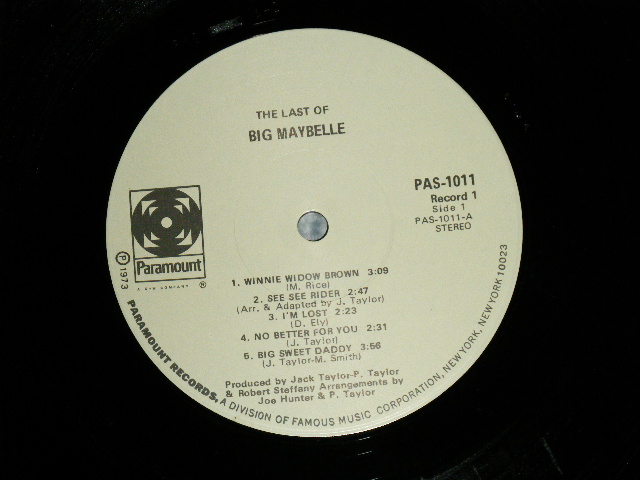 THE LAST OF
BIG MAYBELLE
PAS-1011
Record 1
Side 1
PAS-1011-A
STEREO
Paramount
®
A G+W COMPANY
Ⓟ 1973
1. WINNIE WIDOW BROWN 3:09
(M. Rice)
2. SEE SEE RIDER 2:47
(Arr. & Adapted by J. Taylor)
3. I'M LOST 2:23
(D. Ely)
4. NO BETTER FOR YOU 2:31
(J. Taylor)
5. BIG SWEET DADDY 3:56
(J. Taylor-M. Smith)
Produced by Jack Taylor-P. Taylor
& Robert Steffany Arrangements by
Joe Hunter & P. Taylor
PARAMOUNT RECORDS, A DIVISION OF FAMOUS MUSIC CORPORATION, NEW YORK, NEW YORK 10023